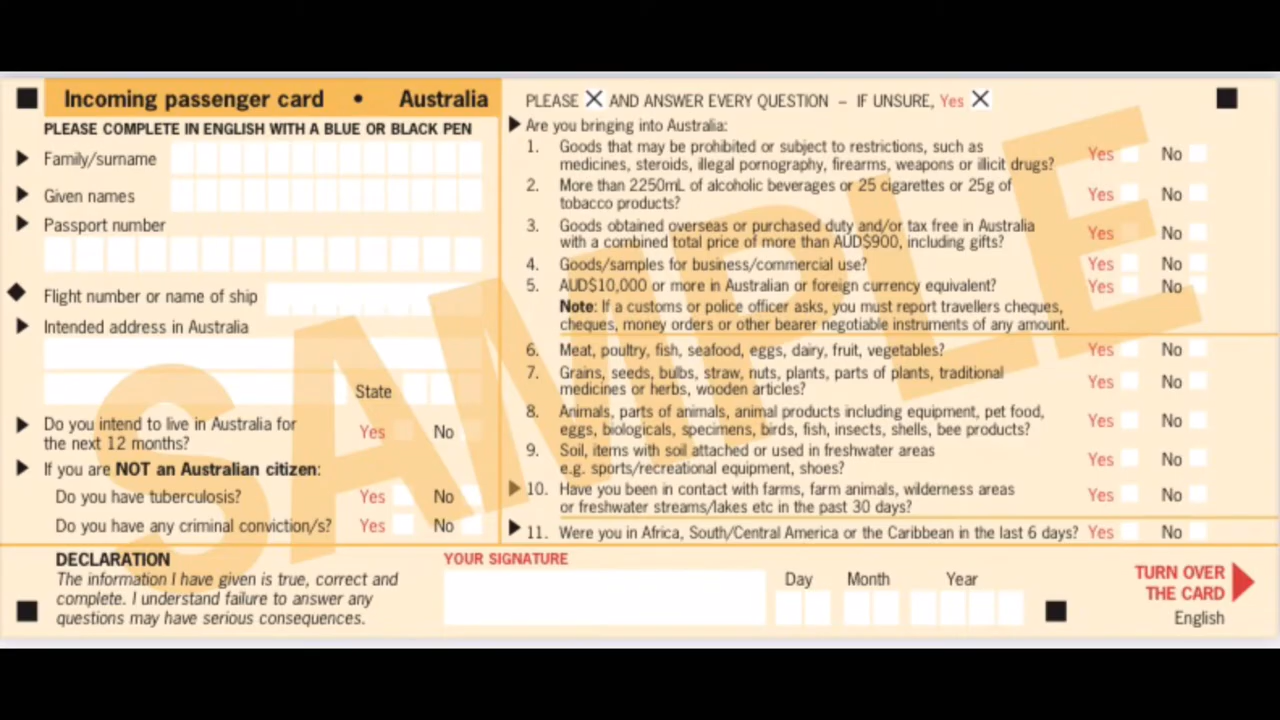 Incoming passenger card • Australia
PLEASE COMPLETE IN ENGLISH WITH A BLUE OR BLACK PEN
Family/surname
Given names
Passport number
Flight number or name of ship
Intended address in Australia
State
Do you intend to live in Australia for
the next 12 months?
Yes No
If you are NOT an Australian citizen:
Do you have tuberculosis? Yes No
Do you have any criminal conviction/s? Yes No
PLEASE X AND ANSWER EVERY QUESTION – IF UNSURE, Yes X
Are you bringing into Australia:
1. Goods that may be prohibited or subject to restrictions, such as
medicines, steroids, illegal pornography, firearms, weapons or illicit drugs? Yes No
2. More than 2250mL of alcoholic beverages or 25 cigarettes or 25g of
tobacco products? Yes No
3. Goods obtained overseas or purchased duty and/or tax free in Australia
with a combined total price of more than AUD$900, including gifts? Yes No
4. Goods/samples for business/commercial use? Yes No
5. AUD$10,000 or more in Australian or foreign currency equivalent? Yes No
Note: If a customs or police officer asks, you must report travellers cheques,
cheques, money orders or other bearer negotiable instruments of any amount.
6. Meat, poultry, fish, seafood, eggs, dairy, fruit, vegetables? Yes No
7. Grains, seeds, bulbs, straw, nuts, plants, parts of plants, traditional
medicines or herbs, wooden articles? Yes No
8. Animals, parts of animals, animal products including equipment, pet food,
eggs, biologicals, specimens, birds, fish, insects, shells, bee products? Yes No
9. Soil, items with soil attached or used in freshwater areas
e.g. sports/recreational equipment, shoes? Yes No
10. Have you been in contact with farms, farm animals, wilderness areas
or freshwater streams/lakes etc in the past 30 days? Yes No
11. Were you in Africa, South/Central America or the Caribbean in the last 6 days? Yes No
DECLARATION
The information I have given is true, correct and
complete. I understand failure to answer any
questions may have serious consequences.
YOUR SIGNATURE
Day Month Year
TURN OVER
THE CARD
English
SAMPLE